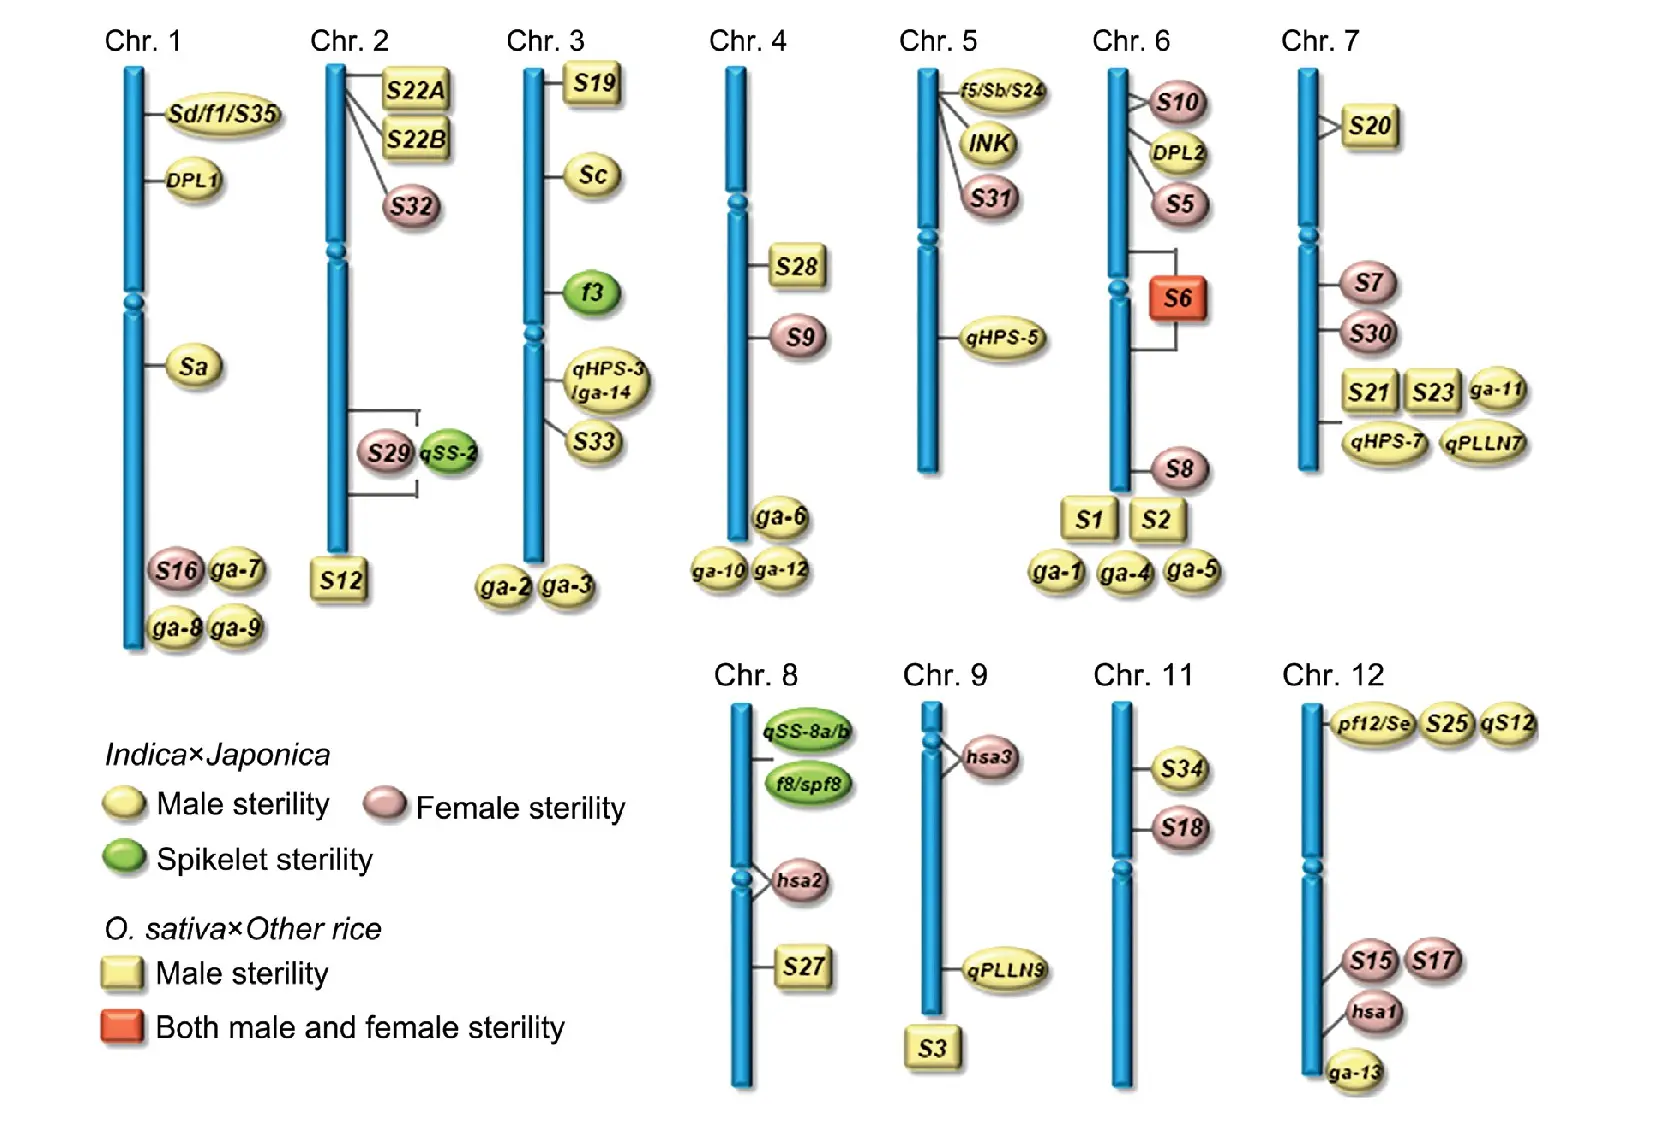 Chr. 1
Sd/f1/S35
DPL1
Sa
S16 ga-7
ga-8 ga-9
Chr. 2
S22A
S22B
S32
S29 qSS-2
S12
Chr. 3
S19
Sc
f3
qHPS-3
/ga-14
S33
ga-2 ga-3
Chr. 4
S28
S9
ga-6
ga-10 ga-12
Chr. 5
f5/Sb/S24
INK
S31
qHPS-5
Chr. 6
S10
DPL2
S5
S6
S8
S1 S2
ga-1 ga-4 ga-5
Chr. 7
S20
S7
S30
S21 S23 ga-11
qHPS-7 qPLLN7
Chr. 8
qSS-8a/b
f8/spf8
hsa2
S27
Chr. 9
hsa3
qPLLN9
S3
Chr. 11
S34
S18
Chr. 12
pf12/Se S25 qS12
S15 S17
hsa1
ga-13
Indica×Japonica
Male sterility Female sterility
Spikelet sterility
O. sativa×Other rice
Male sterility
Both male and female sterility